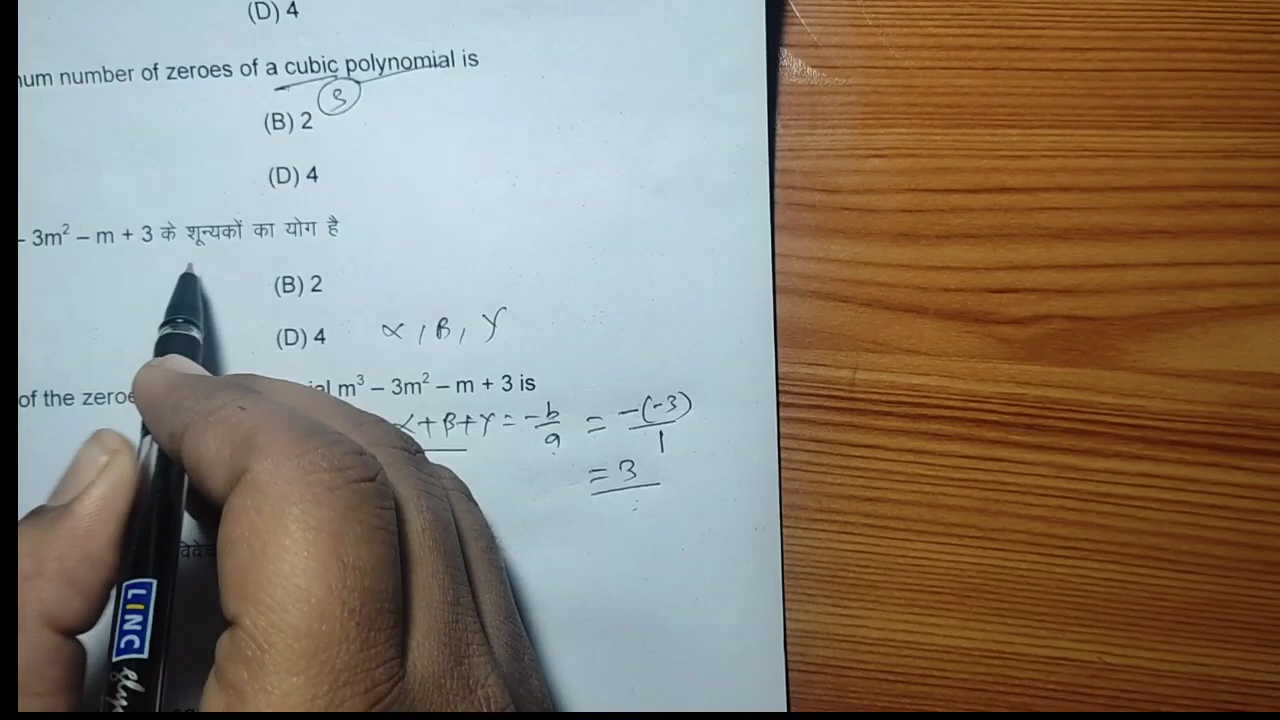 (D) 4
number of zeroes of a cubic polynomial is
3
(B) 2
(D) 4
- 3m² – m + 3 के शून्यकों का योग है
(B) 2
(D) 4 α, β, γ
of the zeroe m³ – 3m² – m + 3 is
α+β+γ = -b/a = -(-3)/1
= 3
LINC